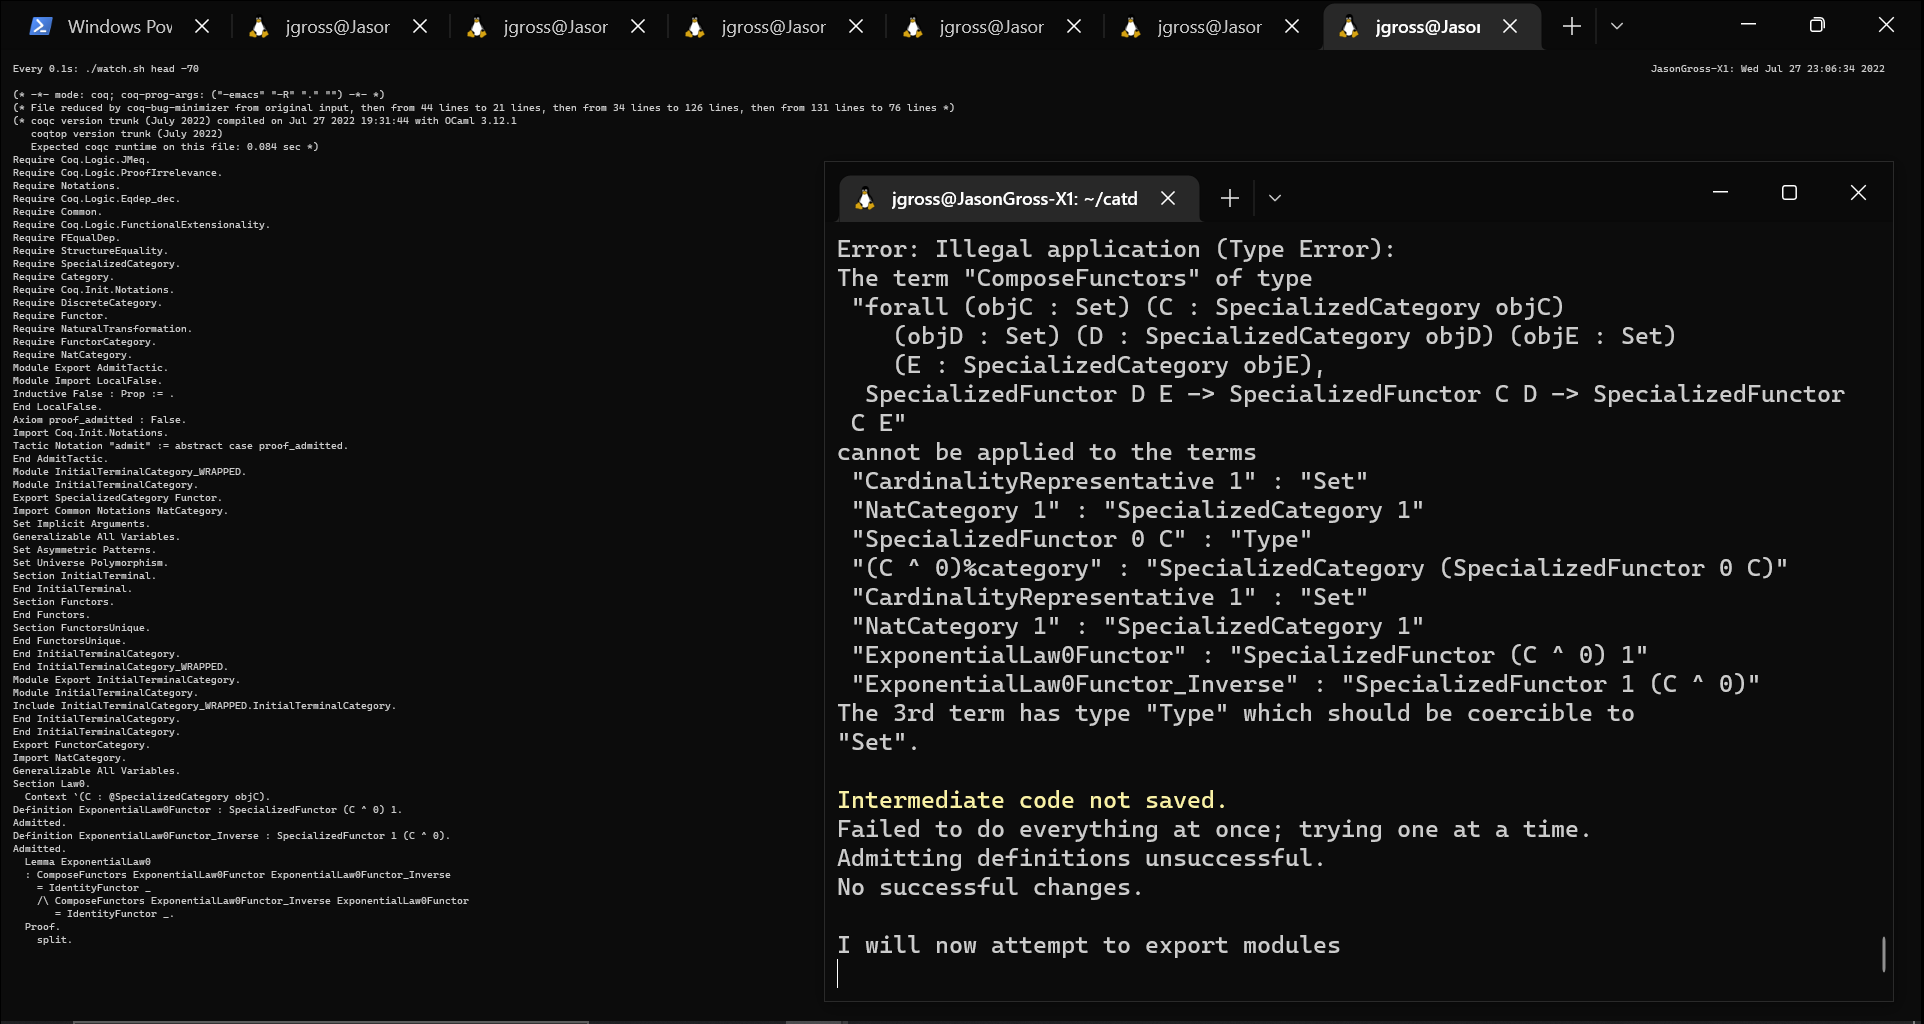 Windows Pov
jgross@Jasor
jgross@Jasor
jgross@Jasor
jgross@Jasor
jgross@Jasor
jgross@Jasor
Every 0.1s: ./watch.sh head -70
JasonGross-X1: Wed Jul 27 23:06:34 2022
(* -*- mode: coq; coq-prog-args: ("-emacs" "-R" "." "") -*- *)
(* File reduced by coq-bug-minimizer from original input, then from 44 lines to 21 lines, then from 34 lines to 126 lines, then from 131 lines to 76 lines *)
(* coqc version trunk (July 2022) compiled on Jul 27 2022 19:31:44 with OCaml 3.12.1
coqtop version trunk (July 2022)
Expected coqc runtime on this file: 0.084 sec *)
Require Coq.Logic.JMeq.
Require Coq.Logic.ProofIrrelevance.
Require Notations.
Require Coq.Logic.Eqdep_dec.
Require Common.
Require Coq.Logic.FunctionalExtensionality.
Require FEqualDep.
Require StructureEquality.
Require SpecializedCategory.
Require Category.
Require Coq.Init.Notations.
Require DiscreteCategory.
Require Functor.
Require NaturalTransformation.
Require FunctorCategory.
Require NatCategory.
Module Export AdmitTactic.
Module Import LocalFalse.
Inductive False : Prop := .
End LocalFalse.
Axiom proof_admitted : False.
Import Coq.Init.Notations.
Tactic Notation "admit" := abstract case proof_admitted.
End AdmitTactic.
Module InitialTerminalCategory_WRAPPED.
Module InitialTerminalCategory.
Export SpecializedCategory Functor.
Import Common Notations NatCategory.
Set Implicit Arguments.
Generalizable All Variables.
Set Asymmetric Patterns.
Set Universe Polymorphism.
Section InitialTerminal.
End InitialTerminal.
Section Functors.
End Functors.
Section FunctorsUnique.
End FunctorsUnique.
End InitialTerminalCategory.
End InitialTerminalCategory_WRAPPED.
Module Export InitialTerminalCategory.
Module InitialTerminalCategory.
Include InitialTerminalCategory_WRAPPED.InitialTerminalCategory.
End InitialTerminalCategory.
End InitialTerminalCategory.
Export FunctorCategory.
Import NatCategory.
Generalizable All Variables.
Section Law0.
Context `(C : @SpecializedCategory objC).
Definition ExponentialLaw0Functor : SpecializedFunctor (C ^ 0) 1.
Admitted.
Definition ExponentialLaw0Functor_Inverse : SpecializedFunctor 1 (C ^ 0).
Admitted.
Lemma ExponentialLaw0
: ComposeFunctors ExponentialLaw0Functor ExponentialLaw0Functor_Inverse
= IdentityFunctor _
/\ ComposeFunctors ExponentialLaw0Functor_Inverse ExponentialLaw0Functor
= IdentityFunctor _.
Proof.
split.
jgross@JasonGross-X1: ~/catd
Error: Illegal application (Type Error):
The term "ComposeFunctors" of type
"forall (objC : Set) (C : SpecializedCategory objC)
(objD : Set) (D : SpecializedCategory objD) (objE : Set)
(E : SpecializedCategory objE),
SpecializedFunctor D E -> SpecializedFunctor C D -> SpecializedFunctor
C E"
cannot be applied to the terms
"CardinalityRepresentative 1" : "Set"
"NatCategory 1" : "SpecializedCategory 1"
"SpecializedFunctor 0 C" : "Type"
"(C ^ 0)%category" : "SpecializedCategory (SpecializedFunctor 0 C)"
"CardinalityRepresentative 1" : "Set"
"NatCategory 1" : "SpecializedCategory 1"
"ExponentialLaw0Functor" : "SpecializedFunctor (C ^ 0) 1"
"ExponentialLaw0Functor_Inverse" : "SpecializedFunctor 1 (C ^ 0)"
The 3rd term has type "Type" which should be coercible to
"Set".
Intermediate code not saved.
Failed to do everything at once; trying one at a time.
Admitting definitions unsuccessful.
No successful changes.
I will now attempt to export modules